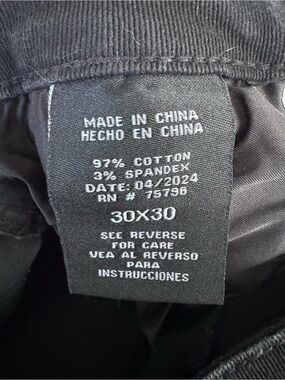 MADE IN CHINA
HECHO EN CHINA
97% COTTON
3% SPANDEX
DATE: 04/2024
RN # 75796
30X30
SEE REVERSE
FOR CARE
VEA AL REVERSO
PARA
INSTRUCCIONES